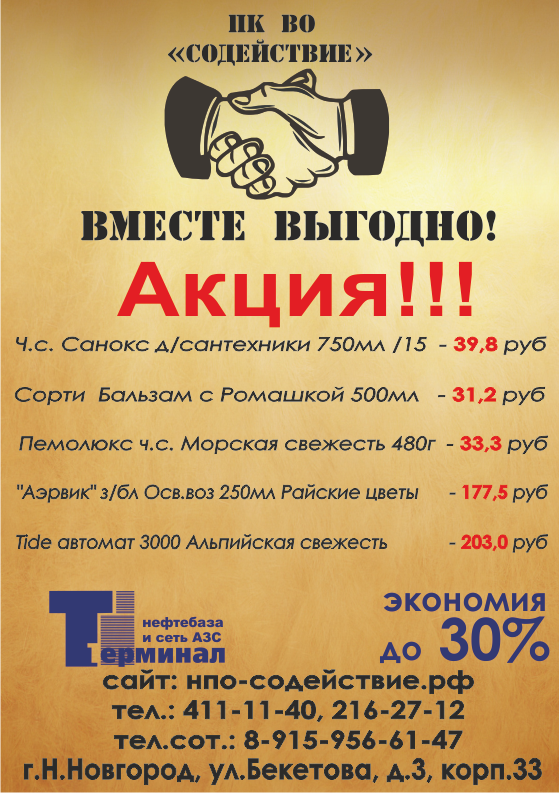 ПК ВО
«СОДЕЙСТВИЕ»
ВМЕСТЕ ВЫГОДНО!
Акция!!!
Ч.с. Санокс д/сантехники 750мл /15 - 39,8 руб
Сорти Бальзам с Ромашкой 500мл - 31,2 руб
Пемолюкс ч.с. Морская свежесть 480г - 33,3 руб
"Аэрвик" з/бл Осв.воз 250мл Райские цветы - 177,5 руб
Tide автомат 3000 Альпийская свежесть - 203,0 руб
нефтебаза
и сеть АЗС
Терминал
экономия
до 30%
сайт: нпо-содействие.рф
тел.: 411-11-40, 216-27-12
тел.сот.: 8-915-956-61-47
г.Н.Новгород, ул.Бекетова, д.3, корп.33